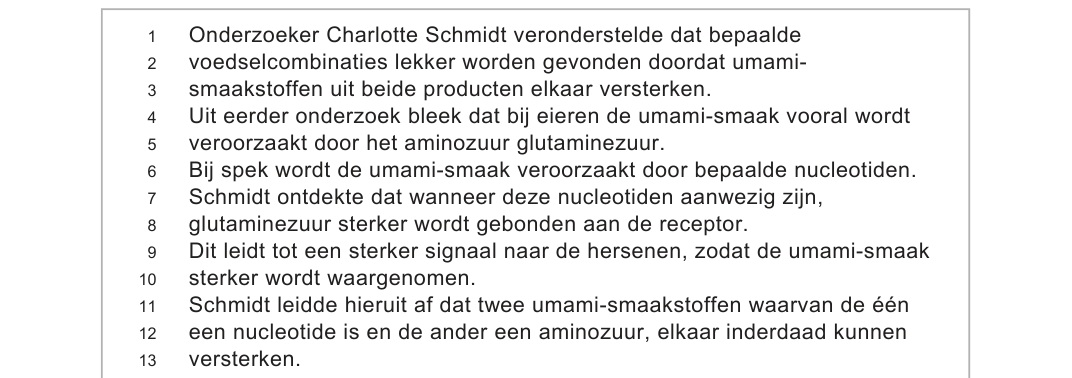 1 Onderzoeker Charlotte Schmidt veronderstelde dat bepaalde
2 voedselcombinaties lekker worden gevonden doordat umami-
3 smaakstoffen uit beide producten elkaar versterken.
4 Uit eerder onderzoek bleek dat bij eieren de umami-smaak vooral wordt
5 veroorzaakt door het aminozuur glutaminezuur.
6 Bij spek wordt de umami-smaak veroorzaakt door bepaalde nucleotiden.
7 Schmidt ontdekte dat wanneer deze nucleotiden aanwezig zijn,
8 glutaminezuur sterker wordt gebonden aan de receptor.
9 Dit leidt tot een sterker signaal naar de hersenen, zodat de umami-smaak
10 sterker wordt waargenomen.
11 Schmidt leidde hieruit af dat twee umami-smaakstoffen waarvan de één
12 een nucleotide is en de ander een aminozuur, elkaar inderdaad kunnen
13 versterken.